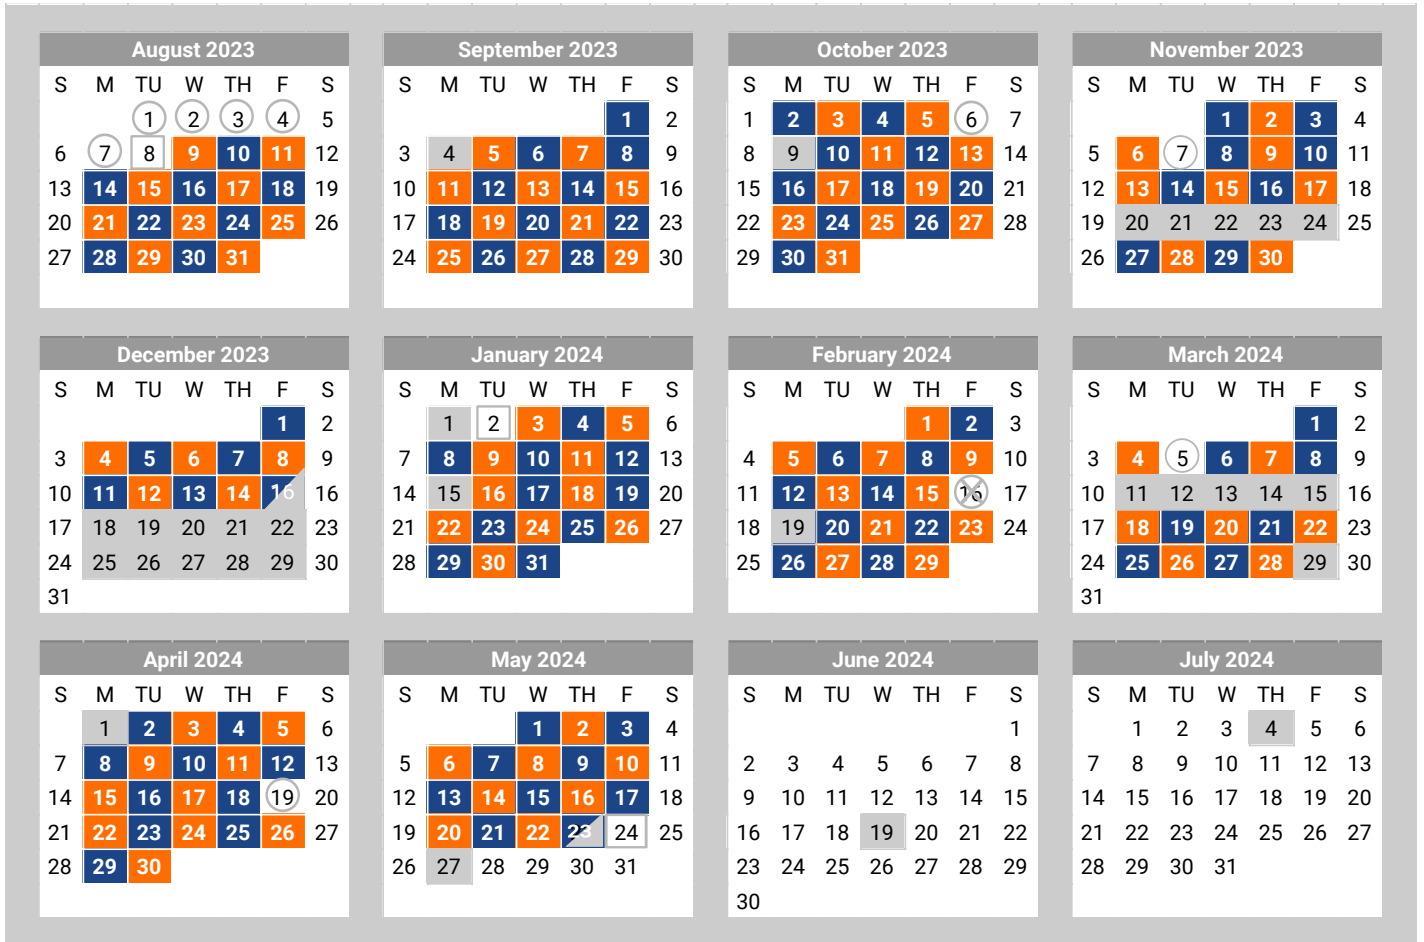 August 2023
S M TU W TH F S
1 2 3 4 5
6 7 8 9 10 11 12
13 14 15 16 17 18 19
20 21 22 23 24 25 26
27 28 29 30 31
September 2023
S M TU W TH F S
1 2
3 4 5 6 7 8 9
10 11 12 13 14 15 16
17 18 19 20 21 22 23
24 25 26 27 28 29 30
October 2023
S M TU W TH F S
1 2 3 4 5 6 7
8 9 10 11 12 13 14
15 16 17 18 19 20 21
22 23 24 25 26 27 28
29 30 31
November 2023
S M TU W TH F S
1 2 3 4
5 6 7 8 9 10 11
12 13 14 15 16 17 18
19 20 21 22 23 24 25
26 27 28 29 30
December 2023
S M TU W TH F S
1 2
3 4 5 6 7 8 9
10 11 12 13 14 16
17 18 19 20 21 22 23
24 25 26 27 28 29 30
31
January 2024
S M TU W TH F S
1 2 3 4 5 6
7 8 9 10 11 12 13
14 15 16 17 18 19 20
21 22 23 24 25 26 27
28 29 30 31
February 2024
S M TU W TH F S
1 2 3
4 5 6 7 8 9 10
11 12 13 14 15 16 17
18 19 20 21 22 23 24
25 26 27 28 29
March 2024
S M TU W TH F S
1 2
3 4 5 6 7 8 9
10 11 12 13 14 15 16
17 18 19 20 21 22 23
24 25 26 27 28 29 30
31
April 2024
S M TU W TH F S
1 2 3 4 5 6
7 8 9 10 11 12 13
14 15 16 17 18 19 20
21 22 23 24 25 26 27
28 29 30
May 2024
S M TU W TH F S
1 2 3 4
5 6 7 8 9 10 11
12 13 14 15 16 17 18
19 20 21 22 23 24 25
26 27 28 29 30 31
June 2024
S M TU W TH F S
1
2 3 4 5 6 7 8
9 10 11 12 13 14 15
16 17 18 19 20 21 22
23 24 25 26 27 28 29
30
July 2024
S M TU W TH F S
1 2 3 4 5 6
7 8 9 10 11 12 13
14 15 16 17 18 19 20
21 22 23 24 25 26 27
28 29 30 31